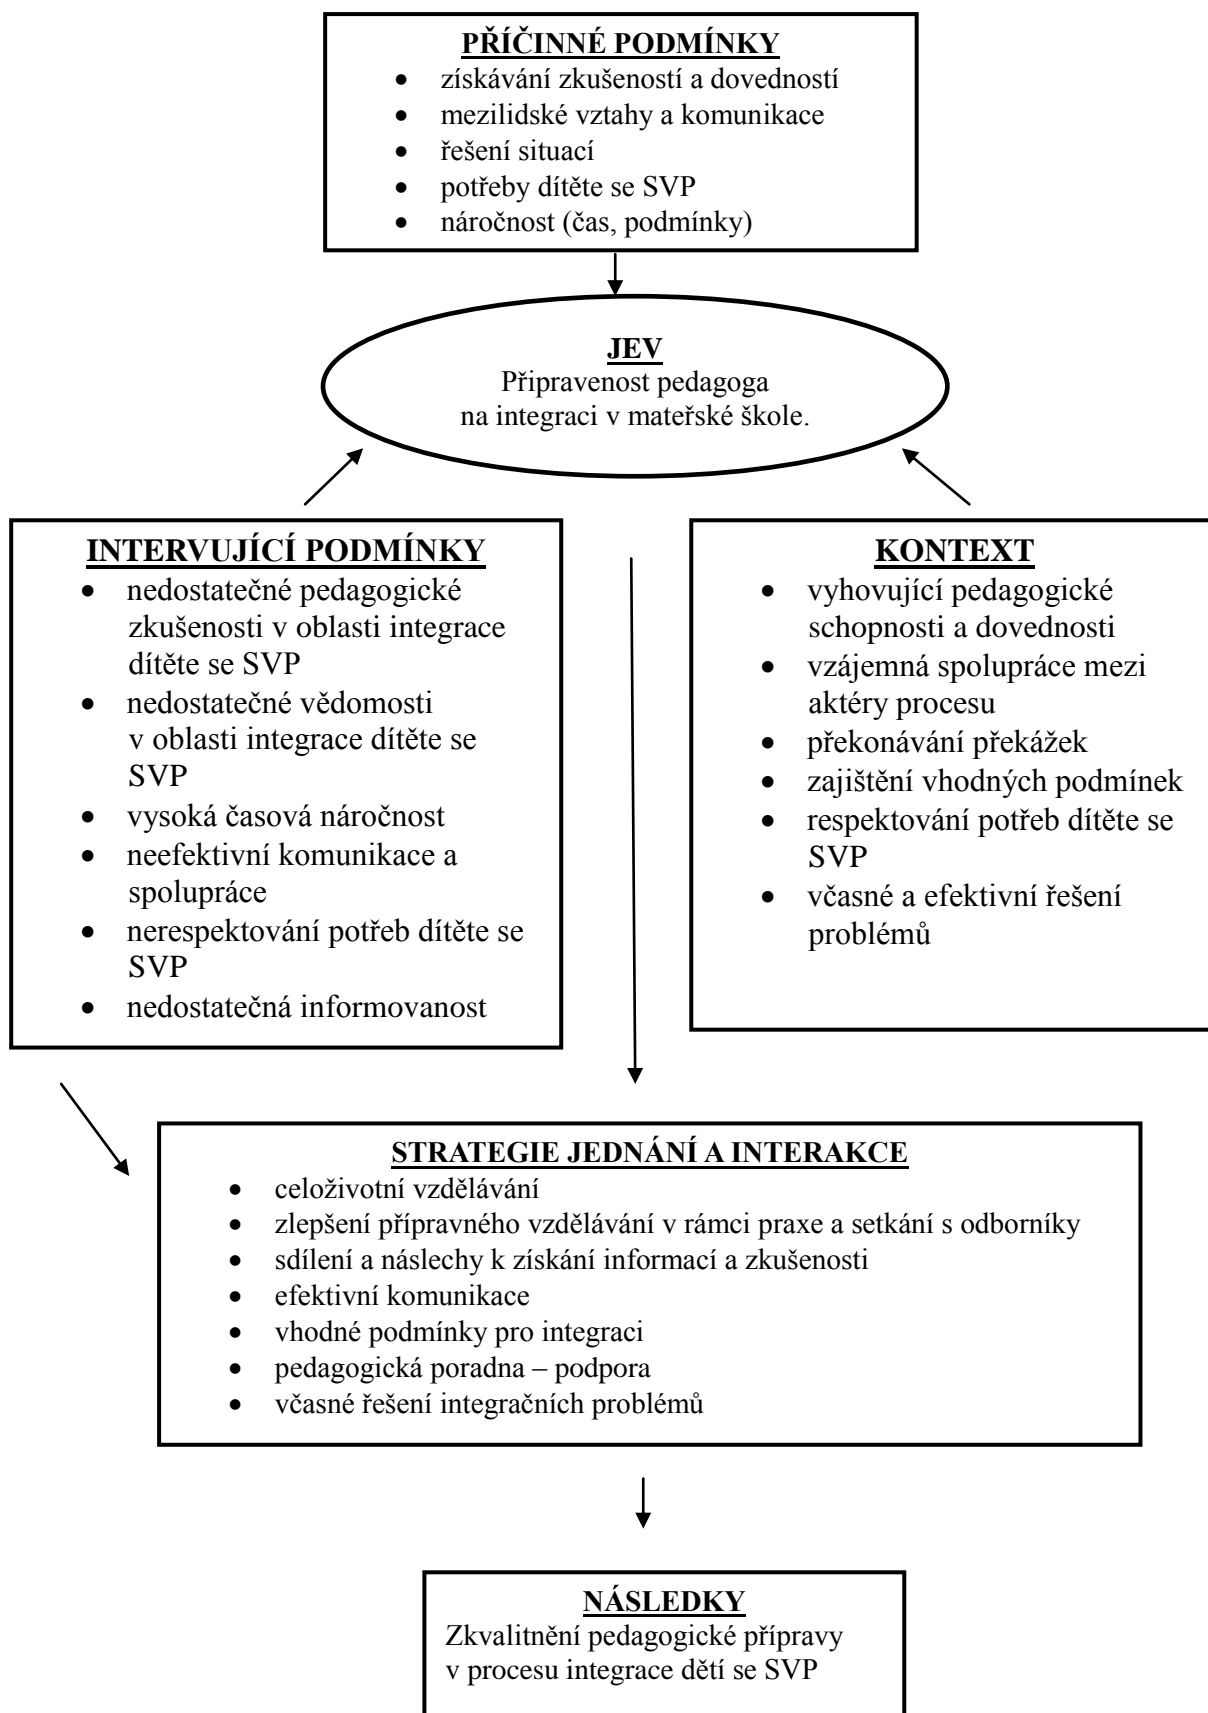 PŘÍČINNÉ PODMÍNKY
• získávání zkušeností a dovedností
• mezilidské vztahy a komunikace
• řešení situací
• potřeby dítěte se SVP
• náročnost (čas, podmínky)
JEV
Připravenost pedagoga
na integraci v mateřské škole.
INTERVUJÍCÍ PODMÍNKY
• nedostatečné pedagogické
zkušenosti v oblasti integrace
dítěte se SVP
• nedostatečné vědomosti
v oblasti integrace dítěte se
SVP
• vysoká časová náročnost
• neefektivní komunikace a
spolupráce
• nerespektování potřeb dítěte se
SVP
• nedostatečná informovanost
KONTEXT
• vyhovující pedagogické
schopnosti a dovednosti
• vzájemná spolupráce mezi
aktéry procesu
• překonávání překážek
• zajištění vhodných podmínek
• respektování potřeb dítěte se
SVP
• včasné a efektivní řešení
problémů
STRATEGIE JEDNÁNÍ A INTERAKCE
• celoživotní vzdělávání
• zlepšení přípravného vzdělávání v rámci praxe a setkání s odborníky
• sdílení a náslechy k získání informací a zkušenosti
• efektivní komunikace
• vhodné podmínky pro integraci
• pedagogická poradna – podpora
• včasné řešení integračních problémů
NÁSLEDKY
Zkvalitnění pedagogické přípravy
v procesu integrace dětí se SVP